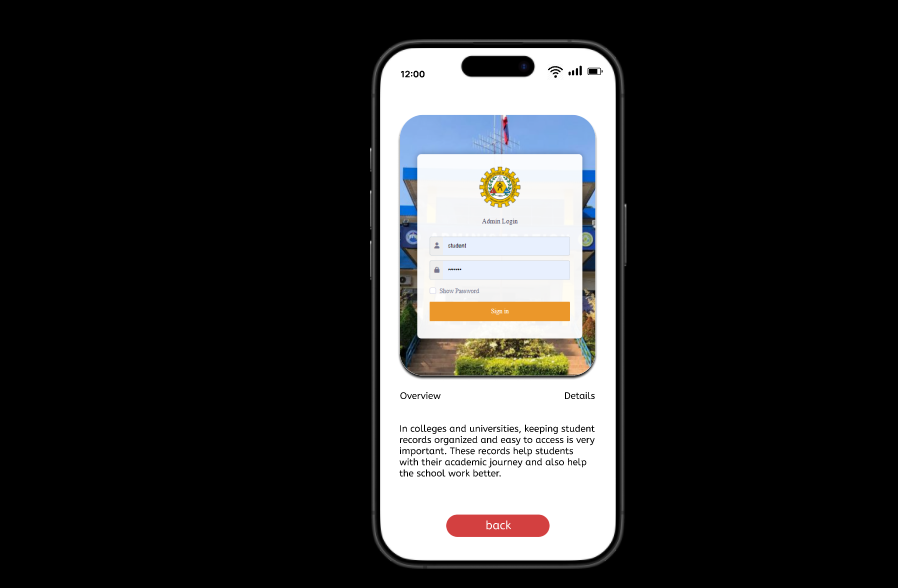 12:00
Admin Login
student
Show Password
Sign in
Overview
Details
In colleges and universities, keeping student
records organized and easy to access is very
important. These records help students
with their academic journey and also help
the school work better.
back